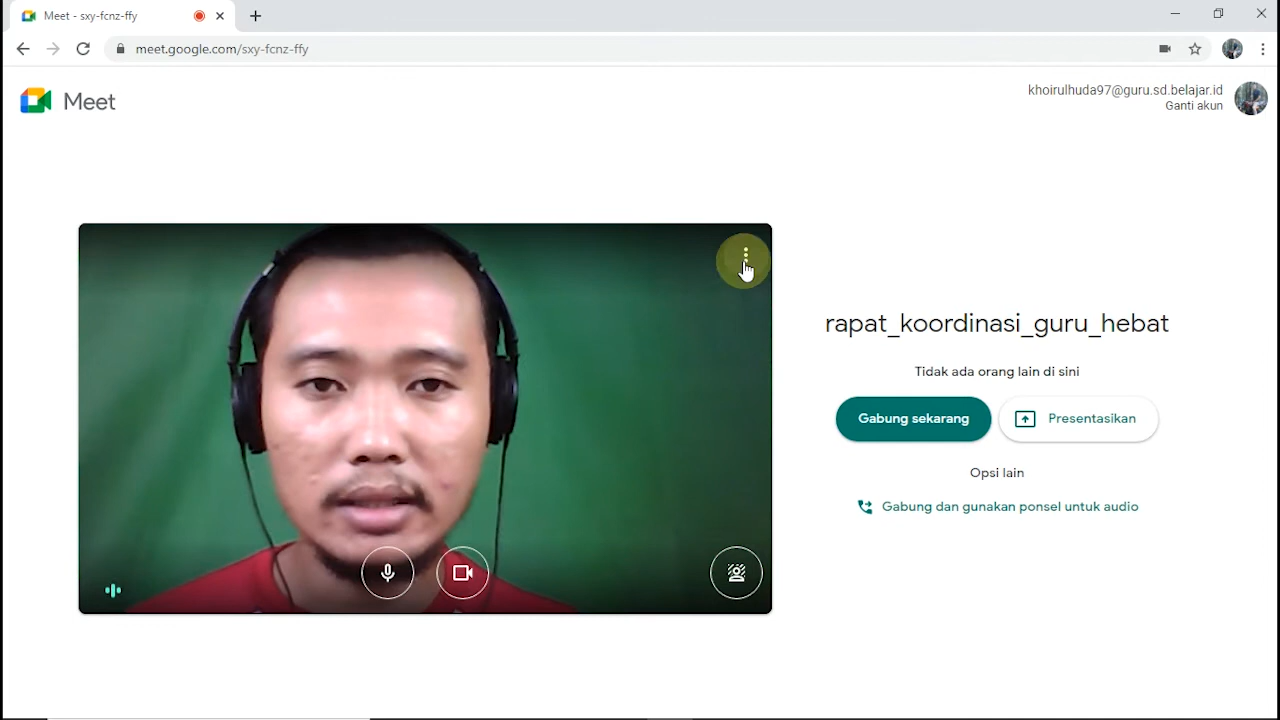 Meet - sxy-fcnz-ffy
meet.google.com/sxy-fcnz-ffy
Meet
khoirulhuda97@guru.sd.belajar.id
Ganti akun
rapat_koordinasi_guru_hebat
Tidak ada orang lain di sini
Gabung sekarang
Presentasikan
Opsi lain
Gabung dan gunakan ponsel untuk audio